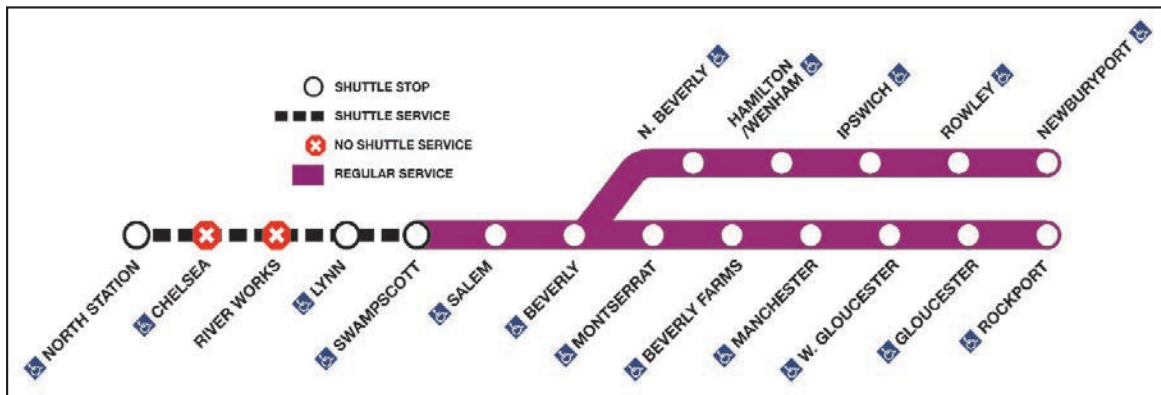 SHUTTLE STOP
SHUTTLE SERVICE
NO SHUTTLE SERVICE
REGULAR SERVICE
N. BEVERLY
HAMILTON
/WENHAM
IPSWICH
ROWLEY
NEWBURYPORT
NORTH STATION
CHELSEA
RIVER WORKS
LYNN
SWAMPSCOTT
SALEM
BEVERLY
MONTSERRAT
BEVERLY FARMS
MANCHESTER
W. GLOUCESTER
GLOUCESTER
ROCKPORT